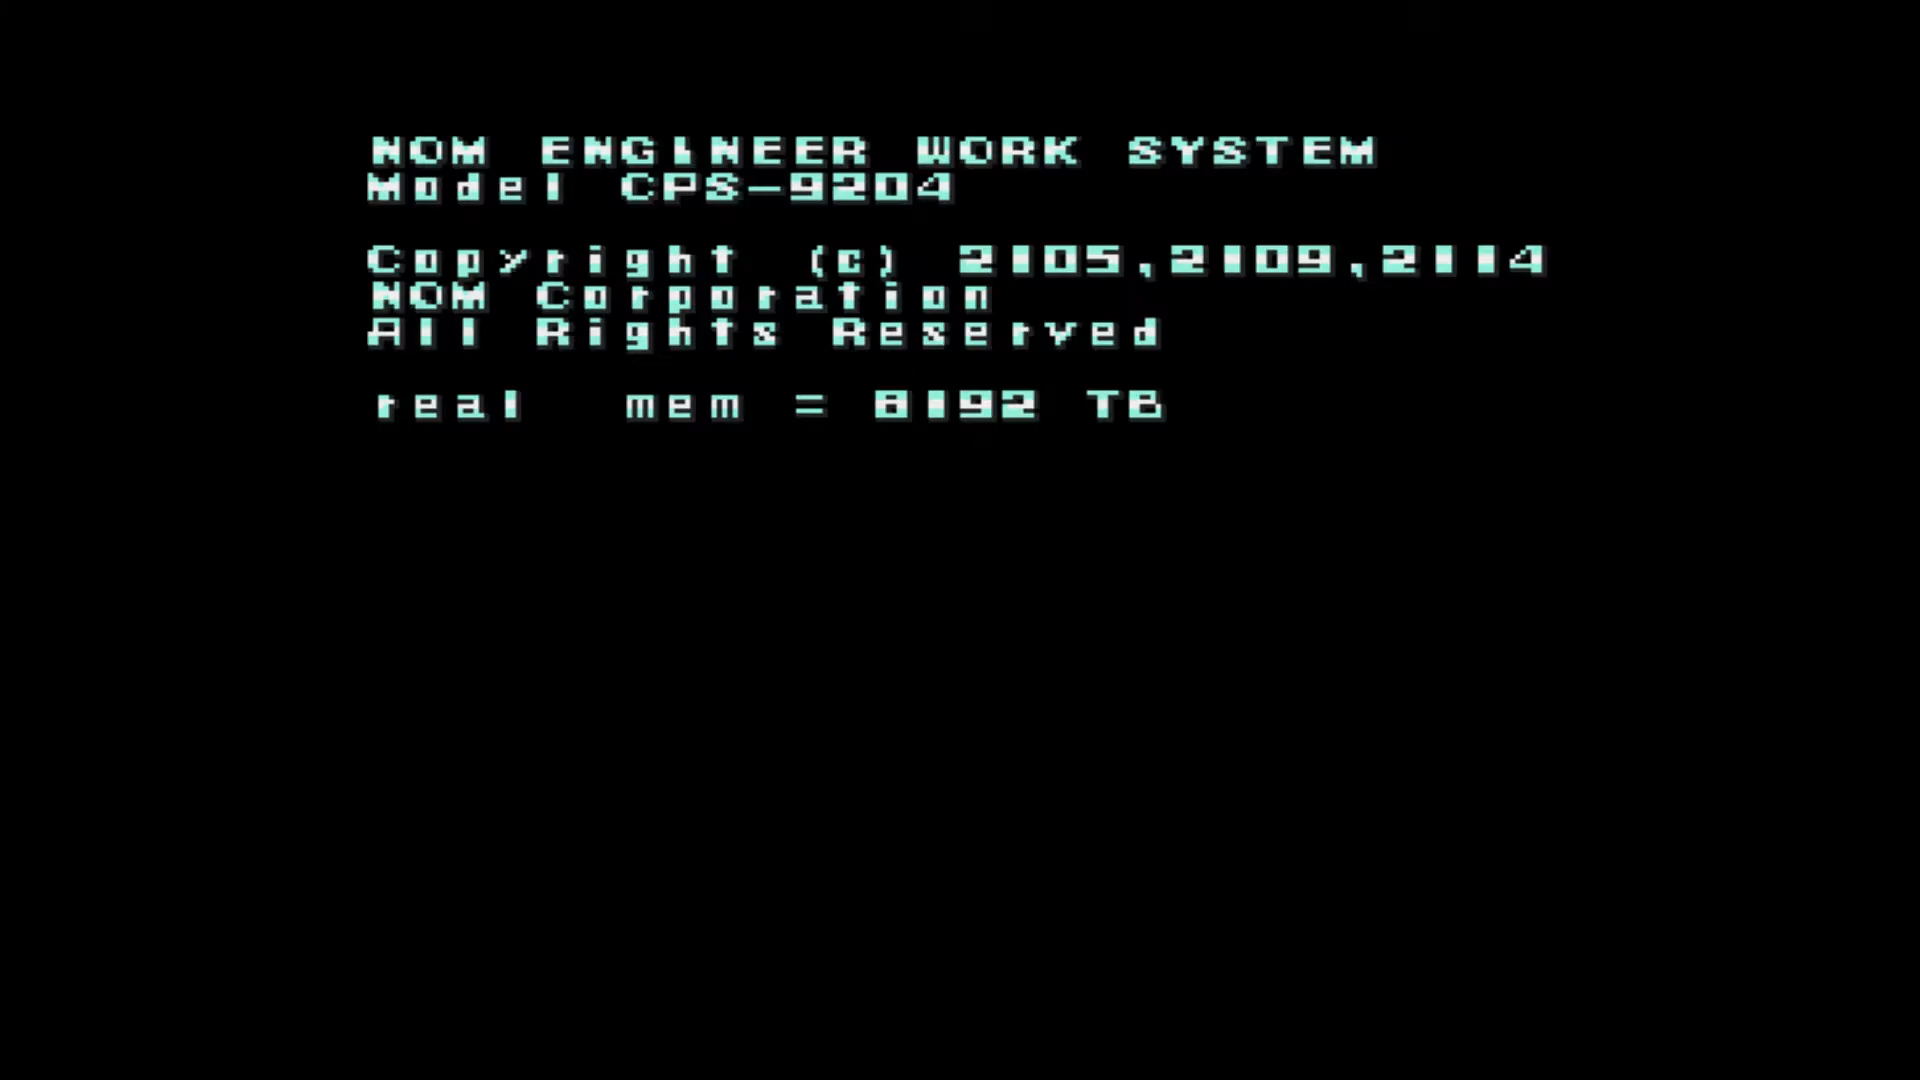 NOM ENGINEER WORK SYSTEM
Model CPS-9204
Copyright (c) 2105,2109,2114
NOM Corporation
All Rights Reserved
real  mem = 8192 TB